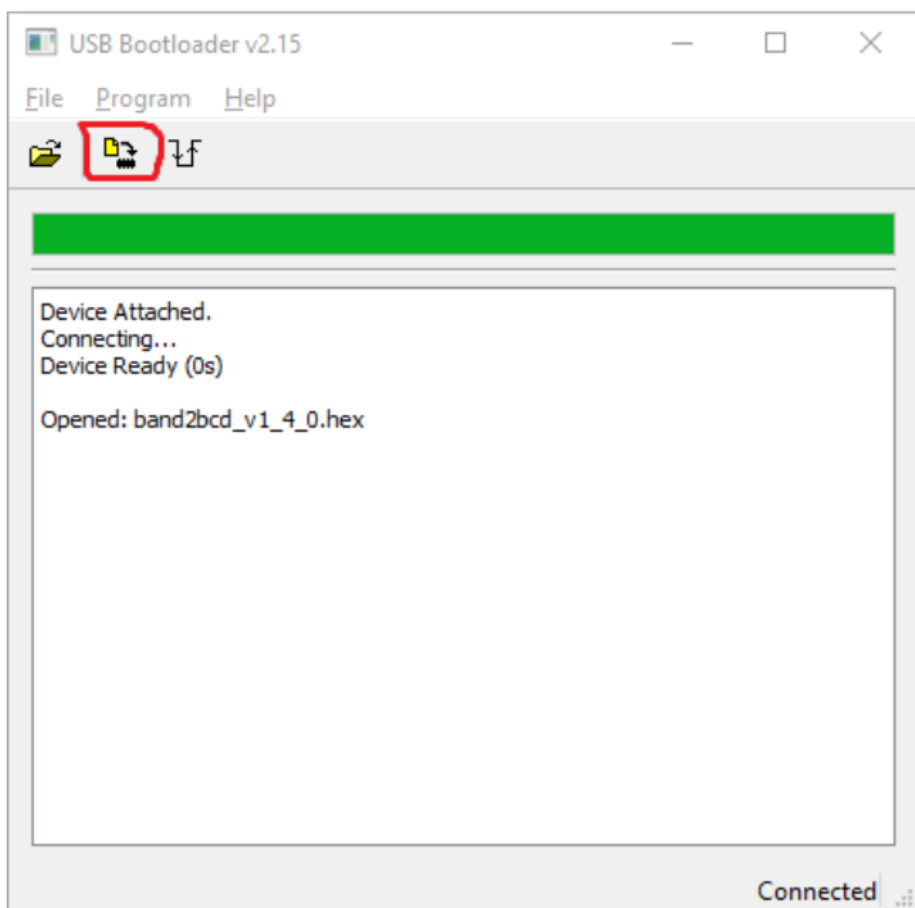 USB Bootloader v2.15
File Program Help
Device Attached.
Connecting...
Device Ready (0s)
Opened: band2bcd_v1_4_0.hex
Connected